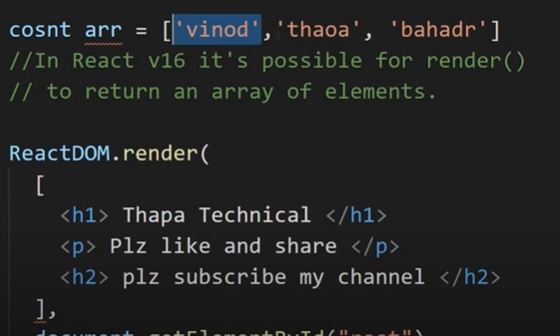 cosnt arr = ['vinod','thaoa', 'bahadr']
//In React v16 it's possible for render()
// to return an array of elements.
ReactDOM.render(
[
<h1> Thapa Technical </h1>
<p> Plz like and share </p>
<h2> plz subscribe my channel </h2>
],
document.getElementById("root")